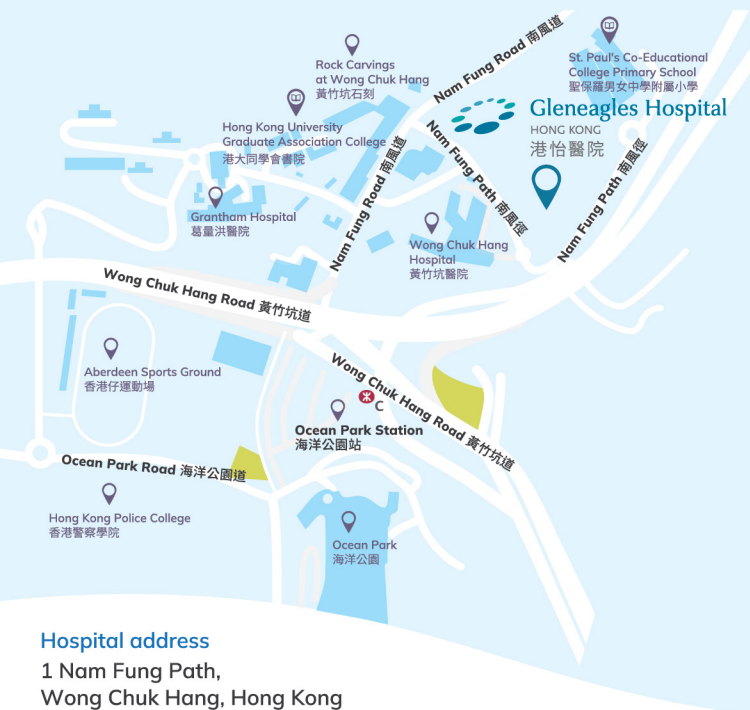 Nam Fung Road 南風道
Rock Carvings
at Wong Chuk Hang
黃竹坑石刻
St. Paul's Co-Educational
College Primary School
聖保羅男女中學附屬小學
Gleneagles Hospital
HONG KONG
港怡醫院
Hong Kong University
Graduate Association College
港大同學會書院
Nam Fung Path 南風徑
Nam Fung Road 南風道
Nam Fung Path 南風徑
Grantham Hospital
葛量洪醫院
Wong Chuk Hang
Hospital
黃竹坑醫院
Wong Chuk Hang Road 黃竹坑道
Aberdeen Sports Ground
香港仔運動場
Wong Chuk Hang Road 黃竹坑道
C
Ocean Park Station
海洋公園站
Ocean Park Road 海洋公園道
Hong Kong Police College
香港警察學院
Ocean Park
海洋公園
Hospital address
1 Nam Fung Path,
Wong Chuk Hang, Hong Kong